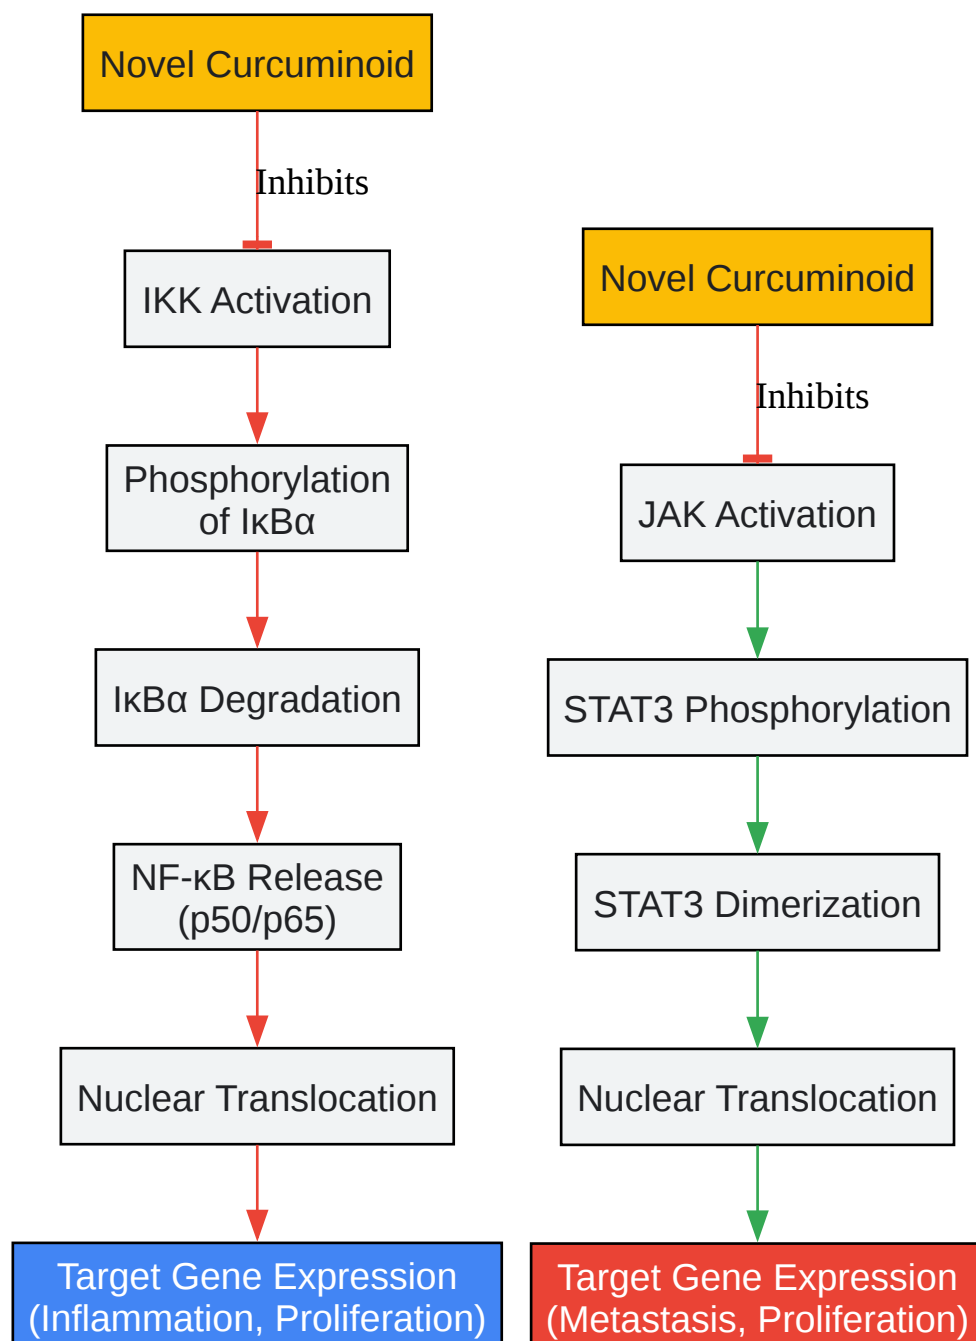 Novel Curcuminoid
Inhibits
IKK Activation
Phosphorylation
of IκBα
IκBα Degradation
NF-κB Release
(p50/p65)
Nuclear Translocation
Target Gene Expression
(Inflammation, Proliferation)
Novel Curcuminoid
Inhibits
JAK Activation
STAT3 Phosphorylation
STAT3 Dimerization
Nuclear Translocation
Target Gene Expression
(Metastasis, Proliferation)